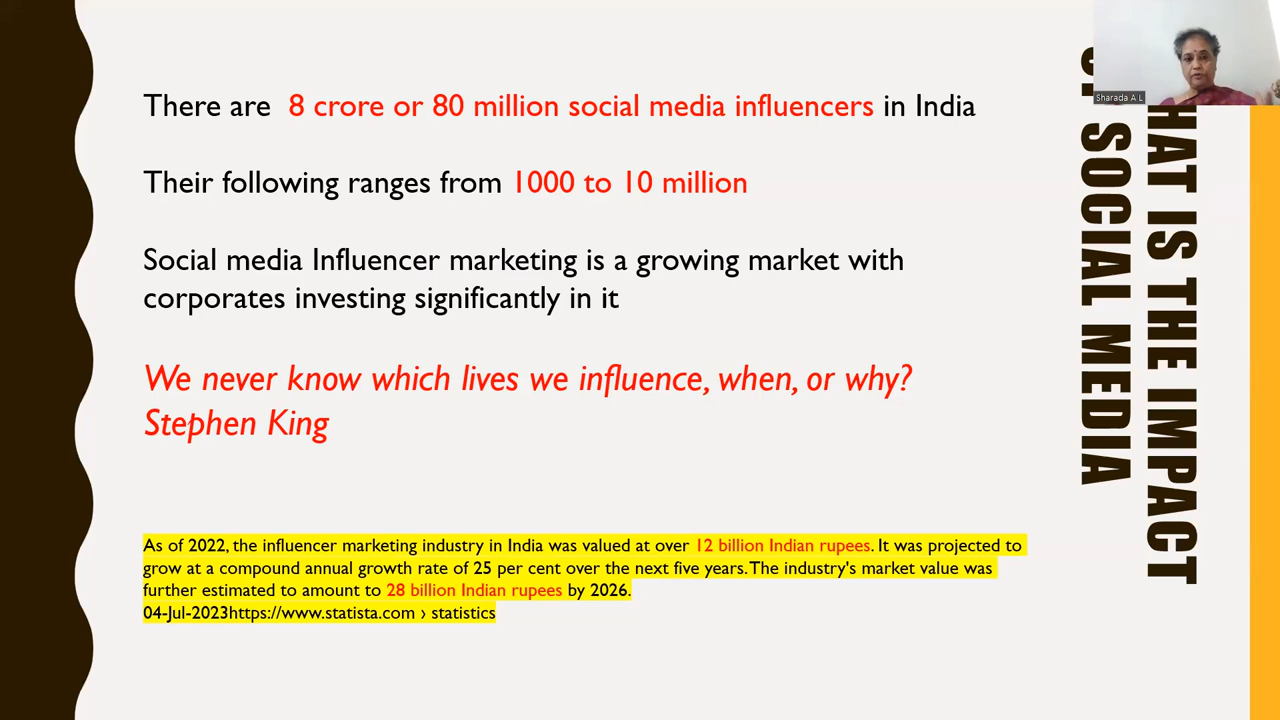 There are 8 crore or 80 million social media influencers in India
Their following ranges from 1000 to 10 million
Social media Influencer marketing is a growing market with
corporates investing significantly in it
We never know which lives we influence, when, or why?
Stephen King
As of 2022, the influencer marketing industry in India was valued at over 12 billion Indian rupees. It was projected to
grow at a compound annual growth rate of 25 per cent over the next five years. The industry's market value was
further estimated to amount to 28 billion Indian rupees by 2026.
04-Jul-2023https://www.statista.com › statistics
IS THE IMPACT
SOCIAL MEDIA
Sharada A L